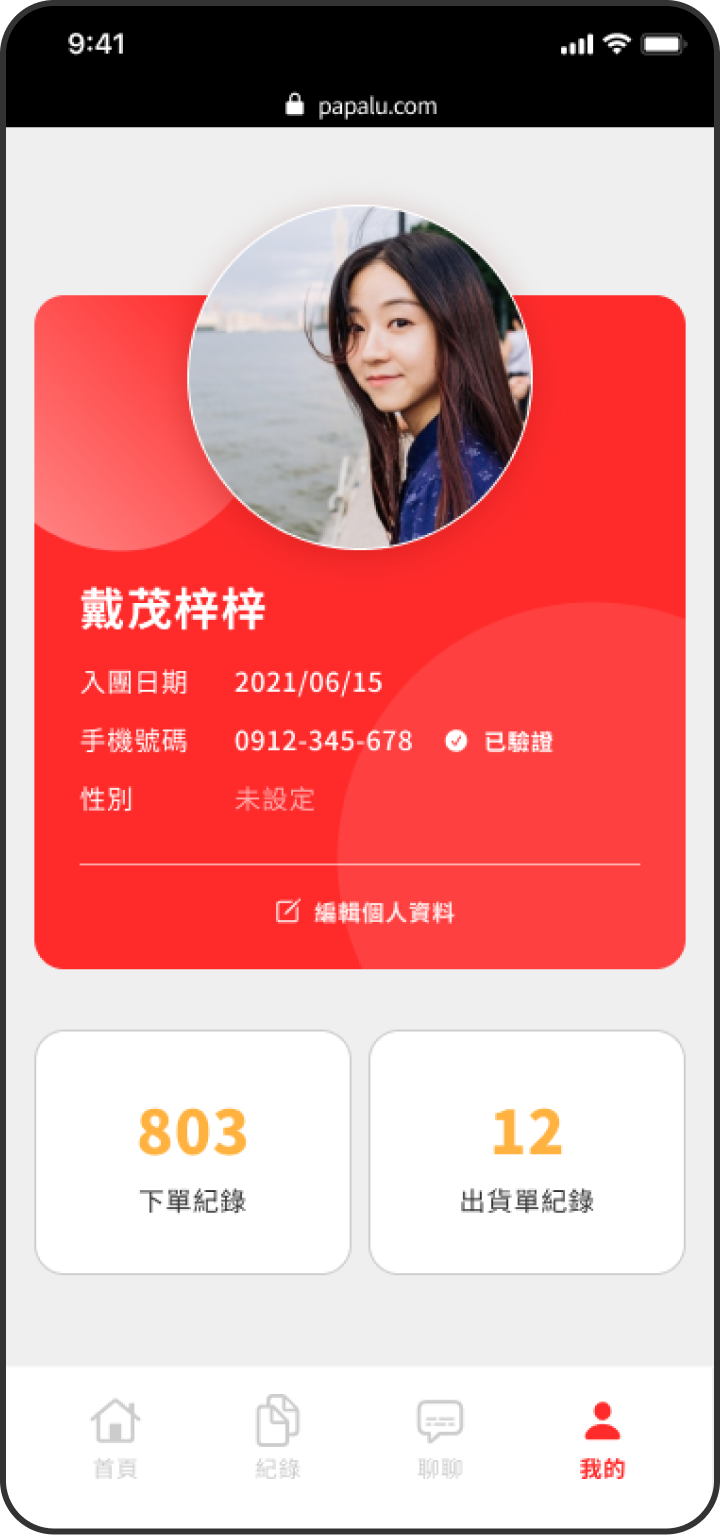 9:41
papalu.com
戴茂梓梓
入團日期 2021/06/15
手機號碼 0912-345-678 已驗證
性別 未設定
編輯個人資料
803
下單紀錄
12
出貨單紀錄
首頁 紀錄 聊聊 我的